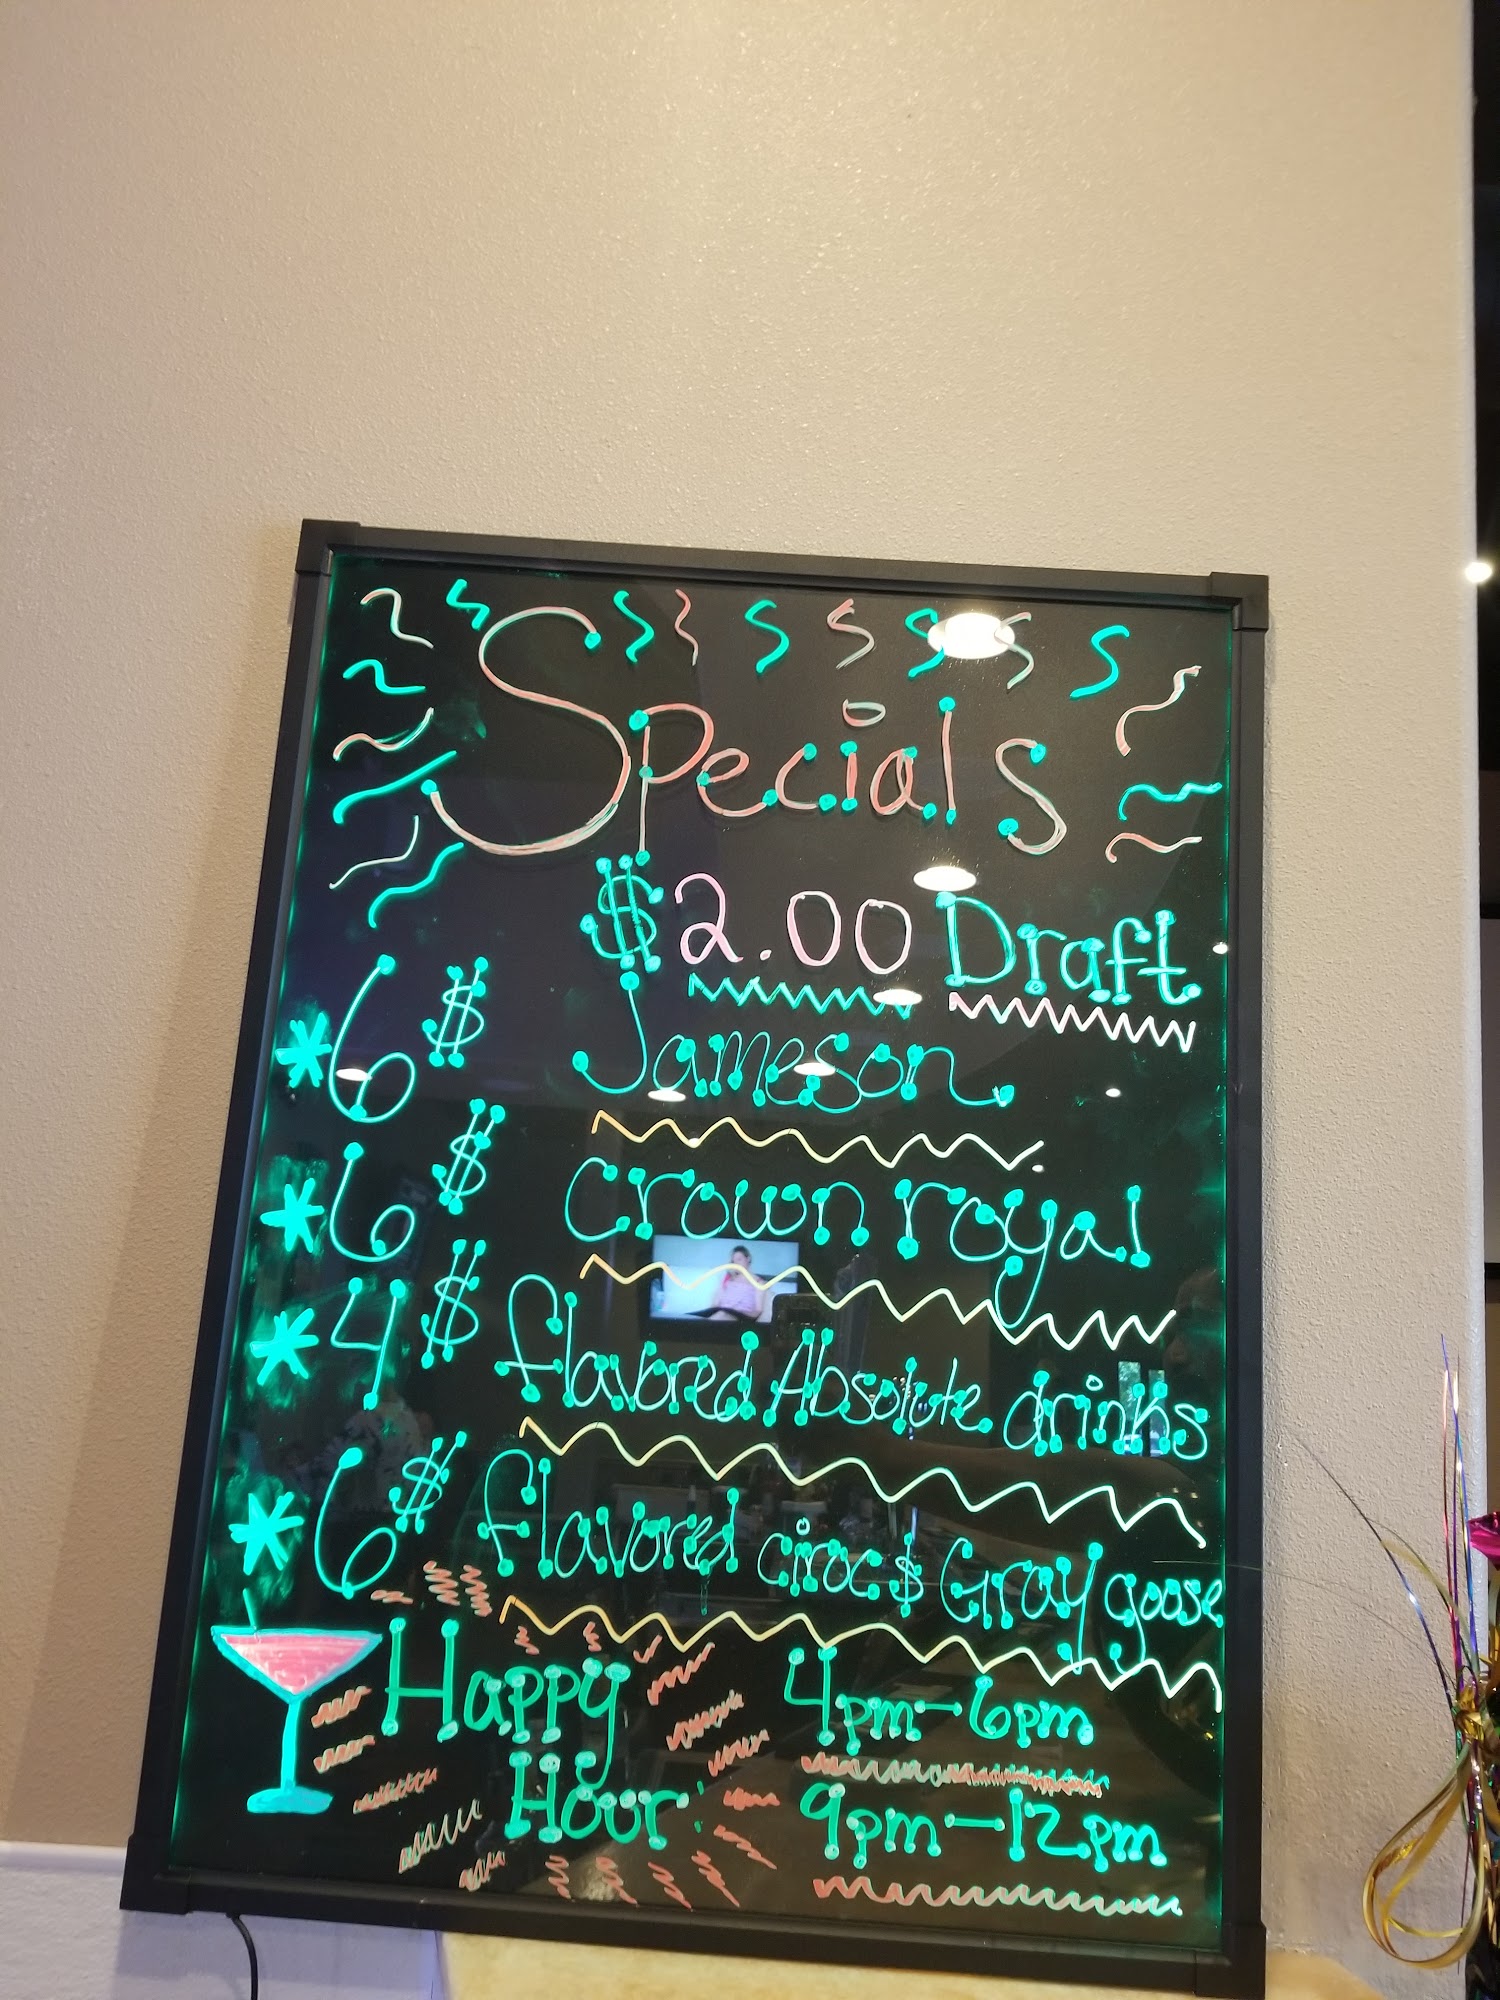 Specials
$2.00 Draft
* 6$ Jameson
* 6$ crown royal
* 4$ flavored Absolute drinks
* 6$ flavored ciroc $ Gray goose
Happy 4pm-6pm
Hour 9pm-12pm